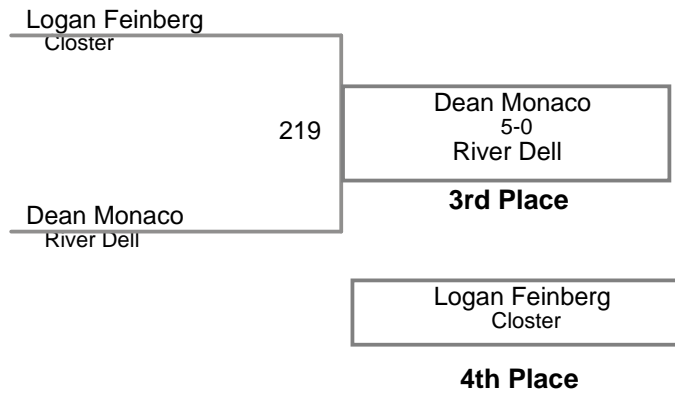 Logan Feinberg
Closter
219
Dean Monaco
5-0
River Dell
3rd Place
Dean Monaco
River Dell
Logan Feinberg
Closter
4th Place